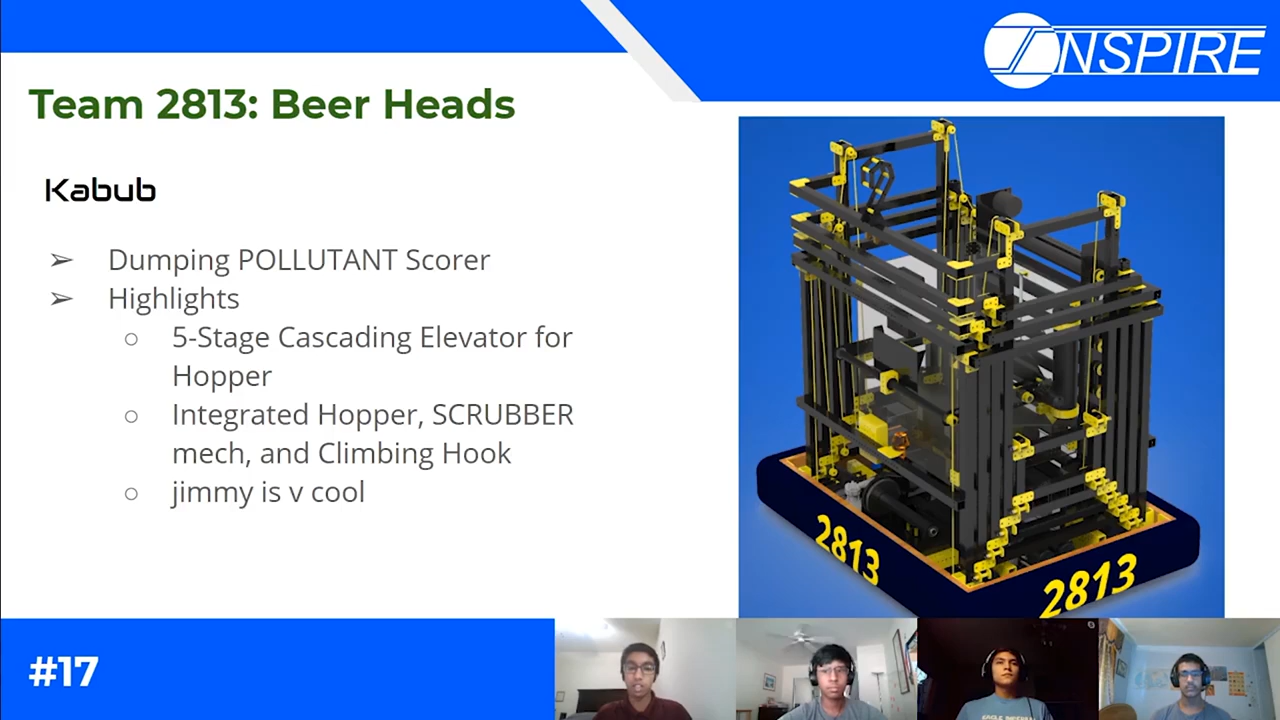 INSPIRE
Team 2813: Beer Heads
Kabub
➢ Dumping POLLUTANT Scorer
➢ Highlights
○ 5-Stage Cascading Elevator for
Hopper
○ Integrated Hopper, SCRUBBER
mech, and Climbing Hook
○ jimmy is v cool
2813
2813
#17